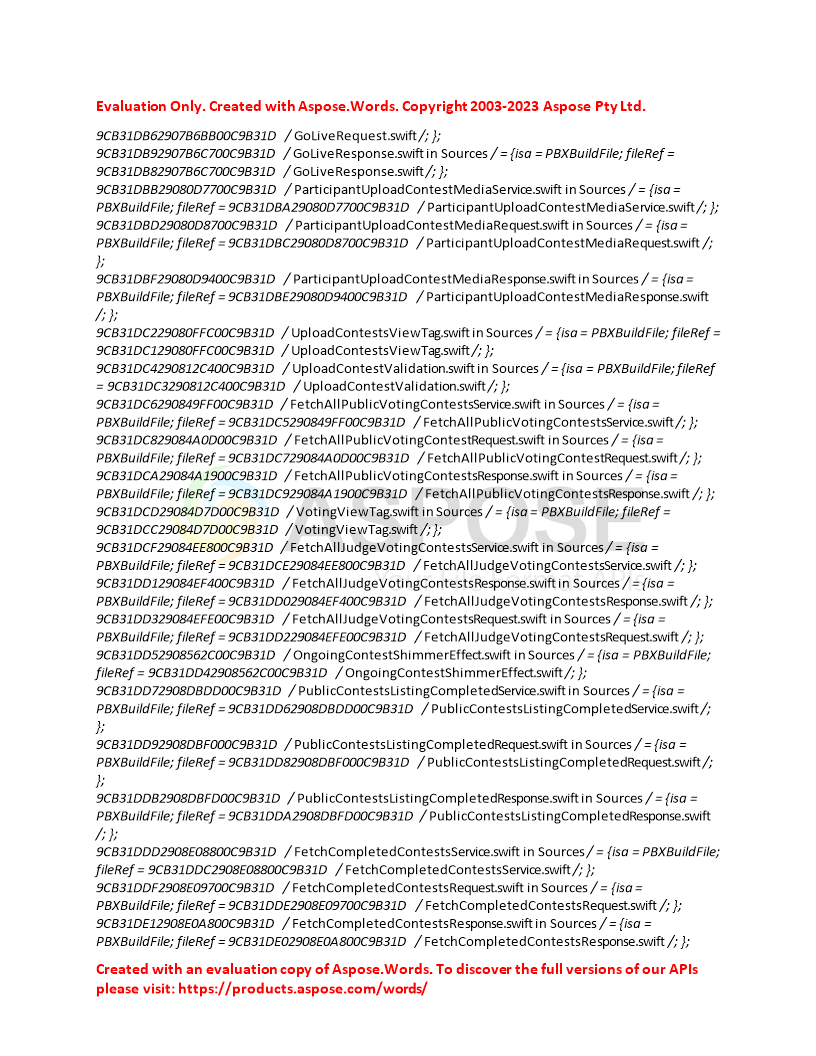 Evaluation Only. Created with Aspose.Words. Copyright 2003-2023 Aspose Pty Ltd.
9CB31DB62907B6BB00C9B31D / GoLiveRequest.swift /; };
9CB31DB92907B6C700C9B31D / GoLiveResponse.swift in Sources / = {isa = PBXBuildFile; fileRef =
9CB31DB82907B6C700C9B31D / GoLiveResponse.swift /; };
9CB31DBB29080D7700C9B31D / ParticipantUploadContestMediaService.swift in Sources / = {isa =
PBXBuildFile; fileRef = 9CB31DBA29080D7700C9B31D / ParticipantUploadContestMediaService.swift /; };
9CB31DBD29080D8700C9B31D / ParticipantUploadContestMediaRequest.swift in Sources / = {isa =
PBXBuildFile; fileRef = 9CB31DBC29080D8700C9B31D / ParticipantUploadContestMediaRequest.swift /;
};
9CB31DBF29080D9400C9B31D / ParticipantUploadContestMediaResponse.swift in Sources / = {isa =
PBXBuildFile; fileRef = 9CB31DBE29080D9400C9B31D / ParticipantUploadContestMediaResponse.swift
/; };
9CB31DC229080FFC00C9B31D / UploadContestsViewTag.swift in Sources / = {isa = PBXBuildFile; fileRef =
9CB31DC129080FFC00C9B31D / UploadContestsViewTag.swift /; };
9CB31DC4290812C400C9B31D / UploadContestValidation.swift in Sources / = {isa = PBXBuildFile; fileRef
= 9CB31DC3290812C400C9B31D / UploadContestValidation.swift /; };
9CB31DC6290849FF00C9B31D / FetchAllPublicVotingContestsService.swift in Sources / = {isa =
PBXBuildFile; fileRef = 9CB31DC5290849FF00C9B31D / FetchAllPublicVotingContestsService.swift /; };
9CB31DC829084A0D00C9B31D / FetchAllPublicVotingContestRequest.swift in Sources / = {isa =
PBXBuildFile; fileRef = 9CB31DC729084A0D00C9B31D / FetchAllPublicVotingContestRequest.swift /; };
9CB31DCA29084A1900C9B31D / FetchAllPublicVotingContestsResponse.swift in Sources / = {isa =
PBXBuildFile; fileRef = 9CB31DC929084A1900C9B31D / FetchAllPublicVotingContestsResponse.swift /; };
9CB31DCD29084D7D00C9B31D / VotingViewTag.swift in Sources / = {isa = PBXBuildFile; fileRef =
9CB31DCC29084D7D00C9B31D / VotingViewTag.swift /; };
9CB31DCF29084EE800C9B31D / FetchAllJudgeVotingContestsService.swift in Sources / = {isa =
PBXBuildFile; fileRef = 9CB31DCE29084EE800C9B31D / FetchAllJudgeVotingContestsService.swift /; };
9CB31DD129084EF400C9B31D / FetchAllJudgeVotingContestsResponse.swift in Sources / = {isa =
PBXBuildFile; fileRef = 9CB31DD029084EF400C9B31D / FetchAllJudgeVotingContestsResponse.swift /; };
9CB31DD329084EFE00C9B31D / FetchAllJudgeVotingContestsRequest.swift in Sources / = {isa =
PBXBuildFile; fileRef = 9CB31DD229084EFE00C9B31D / FetchAllJudgeVotingContestsRequest.swift /; };
9CB31DD52908562C00C9B31D / OngoingContestShimmerEffect.swift in Sources / = {isa = PBXBuildFile;
fileRef = 9CB31DD42908562C00C9B31D / OngoingContestShimmerEffect.swift /; };
9CB31DD72908DBDD00C9B31D / PublicContestsListingCompletedService.swift in Sources / = {isa =
PBXBuildFile; fileRef = 9CB31DD62908DBDD00C9B31D / PublicContestsListingCompletedService.swift /;
};
9CB31DD92908DBF000C9B31D / PublicContestsListingCompletedRequest.swift in Sources / = {isa =
PBXBuildFile; fileRef = 9CB31DD82908DBF000C9B31D / PublicContestsListingCompletedRequest.swift /;
};
9CB31DDB2908DBFD00C9B31D / PublicContestsListingCompletedResponse.swift in Sources / = {isa =
PBXBuildFile; fileRef = 9CB31DDA2908DBFD00C9B31D / PublicContestsListingCompletedResponse.swift
/; };
9CB31DDD2908E08800C9B31D / FetchCompletedContestsService.swift in Sources / = {isa = PBXBuildFile;
fileRef = 9CB31DDC2908E08800C9B31D / FetchCompletedContestsService.swift /; };
9CB31DDF2908E09700C9B31D / FetchCompletedContestsRequest.swift in Sources / = {isa =
PBXBuildFile; fileRef = 9CB31DDE2908E09700C9B31D / FetchCompletedContestsRequest.swift /; };
9CB31DE12908E0A800C9B31D / FetchCompletedContestsResponse.swift in Sources / = {isa =
PBXBuildFile; fileRef = 9CB31DE02908E0A800C9B31D / FetchCompletedContestsResponse.swift /; };
ASPOSE
Created with an evaluation copy of Aspose.Words. To discover the full versions of our APIs
please visit: https://products.aspose.com/words/